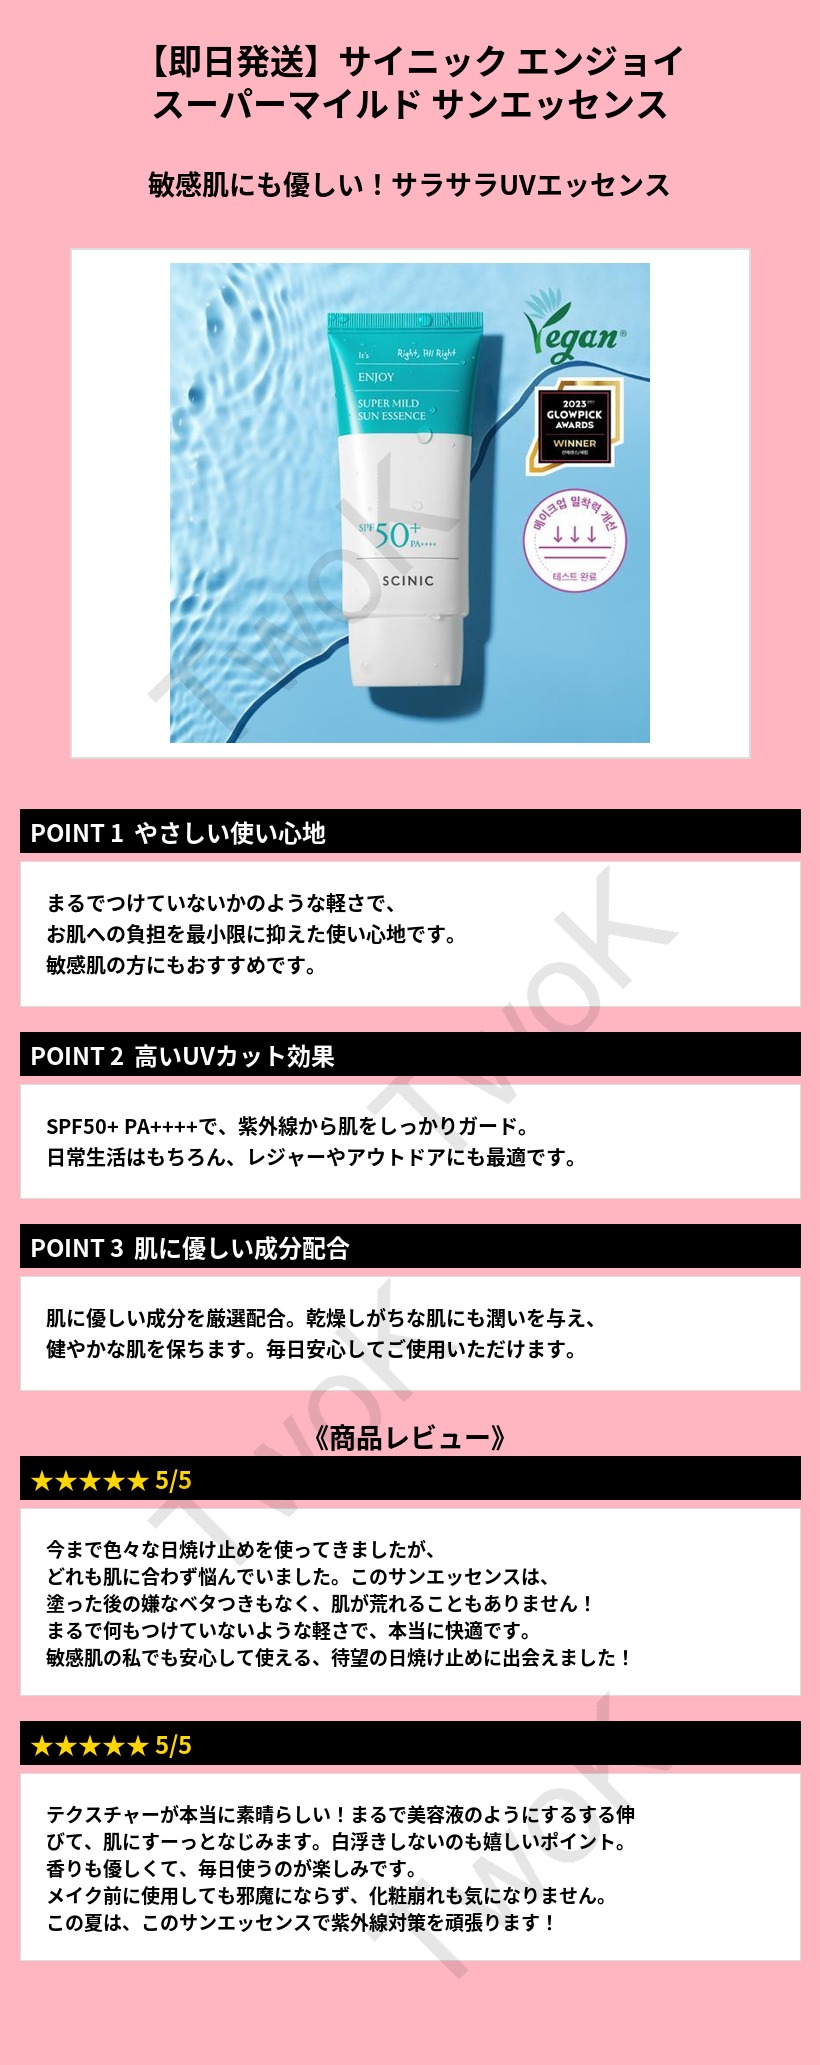 【即日発送】サイニック エンジョイ
スーパーマイルド サンエッセンス
敏感肌にも優しい！サラサラUVエッセンス
It's Right, All Right
ENJOY
SUPER MILD
SUN ESSENCE
SPF50+
PA++++
SCINIC
Vegan®
2023
GLOWPICK
AWARDS
WINNER
메이크업 밀착력 개선
테스트 완료
TwoK
POINT 1 やさしい使い心地
まるでつけていないかのような軽さで、
お肌への負担を最小限に抑えた使い心地です。
敏感肌の方にもおすすめです。
TwoK
POINT 2 高いUVカット効果
SPF50+ PA++++で、紫外線から肌をしっかりガード。
日常生活はもちろん、レジャーやアウトドアにも最適です。
POINT 3 肌に優しい成分配合
肌に優しい成分を厳選配合。乾燥しがちな肌にも潤いを与え、
健やかな肌を保ちます。毎日安心してご使用いただけます。
TwoK
《商品レビュー》
★★★★★ 5/5
今まで色々な日焼け止めを使ってきましたが、
どれも肌に合わず悩んでいました。このサンエッセンスは、
塗った後の嫌なベタつきもなく、肌が荒れることもありません！
まるで何もつけていないような軽さで、本当に快適です。
敏感肌の私でも安心して使える、待望の日焼け止めに出会えました！
★★★★★ 5/5
テクスチャーが本当に素晴らしい！まるで美容液のようにするする伸
びて、肌にすーっとなじみます。白浮きしないのも嬉しいポイント。
香りも優しくて、毎日使うのが楽しみです。
メイク前に使用しても邪魔にならず、化粧崩れも気になりません。
この夏は、このサンエッセンスで紫外線対策を頑張ります！
TwoK